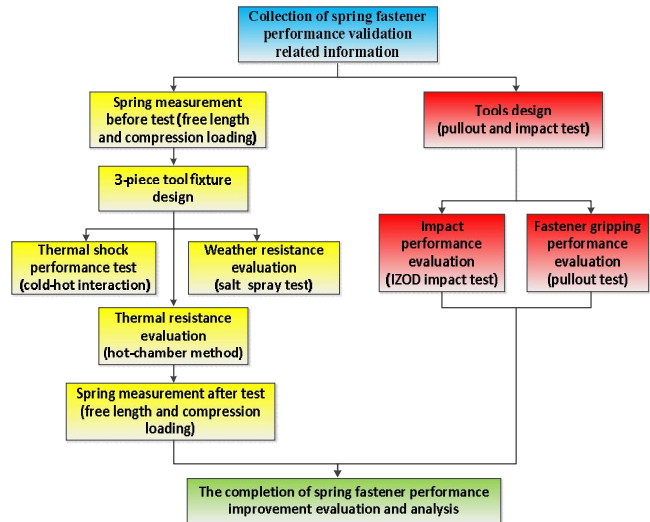 Collection of spring fastener
performance validation
related information
Spring measurement
before test (free length
and compression loading)
Tools design
(pullout and impact test)
3-piece tool fixture
design
Impact
performance
evaluation
(IZOD impact test)
Fastener gripping
performance
evaluation
(pullout test)
Thermal shock
performance test
(cold-hot interaction)
Weather resistance
evaluation
(salt spray test)
Thermal resistance
evaluation
(hot-chamber method)
Spring measurement after test
(free length and compression
loading)
The completion of spring fastener performance
improvement evaluation and analysis